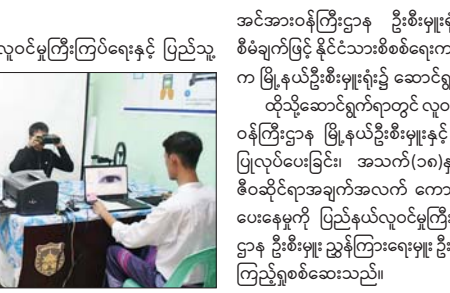 လူဝင်မှုကြီးကြပ်ရေးနှင့် ပြည်သူ့
အင်အားဝန်ကြီးဌာန ဦးစီးမှူးရုံး
စီမံချက်ဖြင့် နိုင်ငံသားစိစစ်ရေးက
က မြို့နယ်ဦးစီးမှူးရုံး၌ ဆောင်ရွ
ထိုသို့ဆောင်ရွက်ရာတွင် လူဝ
ဝန်ကြီးဌာန မြို့နယ်ဦးစီးမှူးနှင့်
ပြုလုပ်ပေးခြင်း၊ အသက်(၁၈)န
ဇီဝဆိုင်ရာအချက်အလက် ကော
ပေးနေမှုကို ပြည်နယ်လူဝင်မှုကြီး
ဌာန ဦးစီးမှူး ညွှန်ကြားရေးမှူး ဦး
ကြည့်ရှုစစ်ဆေးသည်။